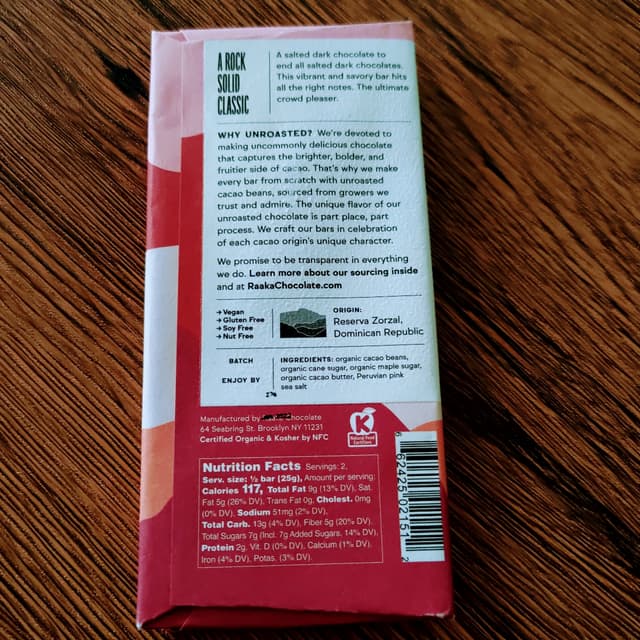 A ROCK
SOLID
CLASSIC
A salted dark chocolate to
end all salted dark chocolates.
This vibrant and savory bar hits
all the right notes. The ultimate
crowd pleaser.
WHY UNROASTED? We're devoted to
making uncommonly delicious chocolate
that captures the brighter, bolder, and
fruitier side of cacao. That's why we make
every bar from scratch with unroasted
cacao beans, sourced from growers we
trust and admire. The unique flavor of our
unroasted chocolate is part place, part
process. We craft our bars in celebration
of each cacao origin's unique character.
We promise to be transparent in everything
we do. Learn more about our sourcing inside
and at RaakaChocolate.com
→ Vegan
→ Gluten Free
→ Soy Free
→ Nut Free
ORIGIN:
Reserva Zorzal,
Dominican Republic
BATCH
ENJOY BY
INGREDIENTS: organic cacao beans,
organic cane sugar, organic maple sugar,
organic cacao butter, Peruvian pink
sea salt
Manufactured by chocolate
64 Seabring St. Brooklyn NY 11231
Certified Organic & Kosher by NFC
K
Natural Food
Certifiers
Nutrition Facts Servings: 2,
Serv. size: ½ bar (25g), Amount per serving:
Calories 117, Total Fat 9g (13% DV), Sat.
Fat 5g (26% DV), Trans Fat 0g, Cholest. 0mg
(0% DV), Sodium 51mg (2% DV),
Total Carb. 13g (4% DV), Fiber 5g (20% DV),
Total Sugars 7g (Incl. 7g Added Sugars, 14% DV),
Protein 2g, Vit. D (0% DV), Calcium (1% DV),
Iron (4% DV), Potas. (3% DV).
62425 02151